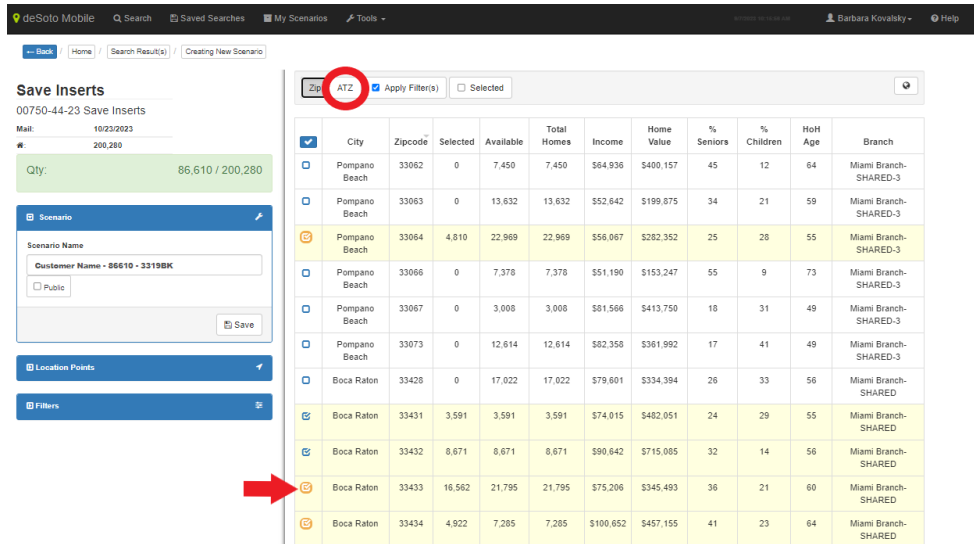 deSoto Mobile Search Saved Searches My Scenarios Tools Barbara Kovalsky Help
← Back / Home / Search Result(s) / Creating New Scenario
Save Inserts
00750-44-23 Save Inserts
Mail: 10/23/2023
: 200,280
Qty: 86,610 / 200,280
Scenario
Scenario Name
Customer Name - 86610 - 3319BK
Public
Save
Location Points
Filters
Zip ATZ Apply Filter(s) Selected
City Zipcode Selected Available Total Homes Income Home Value % Seniors % Children HoH Age Branch
Pompano Beach 33062 0 7,450 7,450 $64,936 $400,157 45 12 64 Miami Branch-SHARED-3
Pompano Beach 33063 0 13,632 13,632 $52,642 $199,875 34 21 59 Miami Branch-SHARED-3
Pompano Beach 33064 4,810 22,969 22,969 $56,067 $282,352 25 28 55 Miami Branch-SHARED-3
Pompano Beach 33066 0 7,378 7,378 $51,190 $153,247 55 9 73 Miami Branch-SHARED-3
Pompano Beach 33067 0 3,008 3,008 $81,566 $413,750 18 31 49 Miami Branch-SHARED-3
Pompano Beach 33073 0 12,614 12,614 $82,358 $361,992 17 41 49 Miami Branch-SHARED-3
Boca Raton 33428 0 17,022 17,022 $79,601 $334,394 26 33 56 Miami Branch-SHARED
Boca Raton 33431 3,591 3,591 3,591 $74,015 $482,051 24 29 55 Miami Branch-SHARED
Boca Raton 33432 8,671 8,671 8,671 $90,642 $715,085 32 14 56 Miami Branch-SHARED
Boca Raton 33433 16,562 21,795 21,795 $75,206 $345,493 36 21 60 Miami Branch-SHARED
Boca Raton 33434 4,922 7,285 7,285 $100,652 $457,155 41 23 64 Miami Branch-SHARED